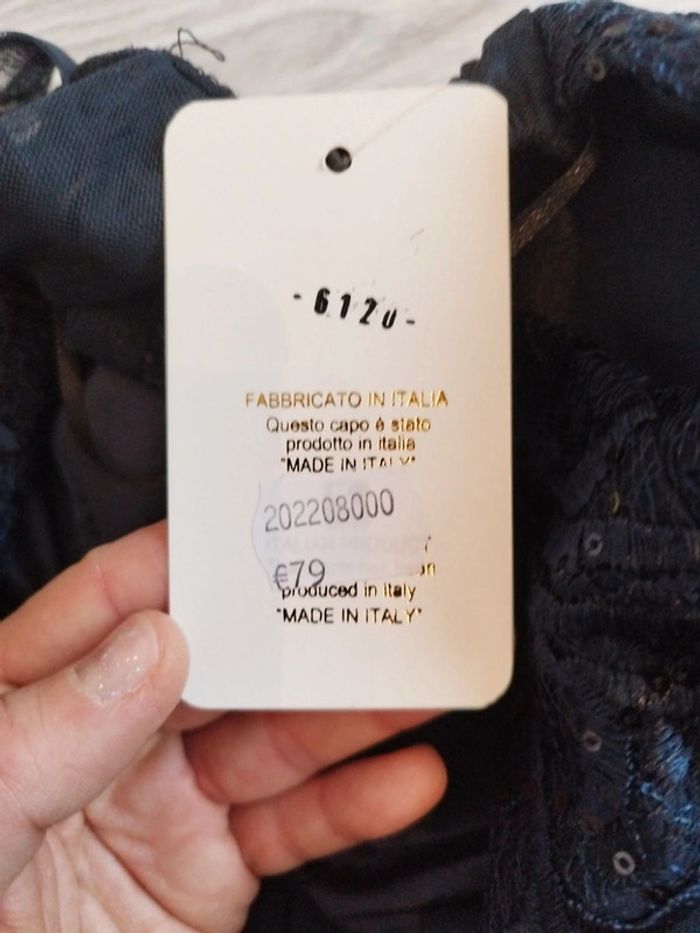 -6120-
FABBRICATO IN ITALIA
Questo capo é stato
prodotto in italia
"MADE IN ITALY"
202208000
€79
produced in italy
"MADE IN ITALY"